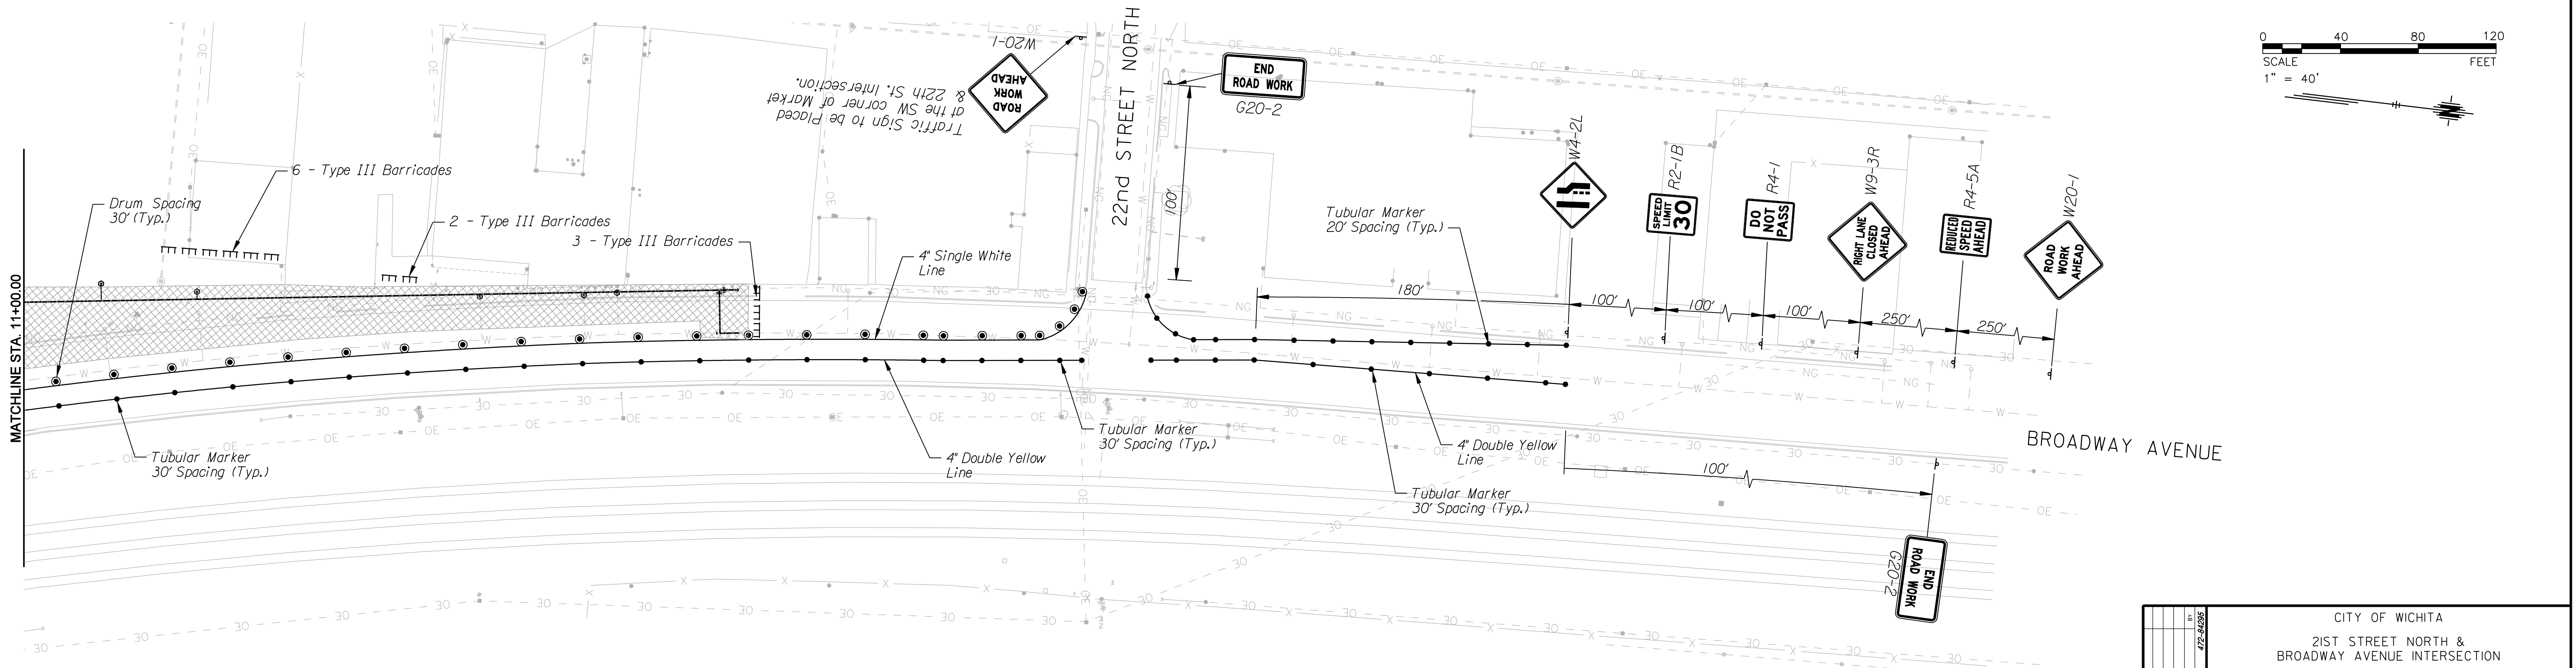 MATCHLINE STA. 11+00.00
Drum Spacing
30' (Typ.)
6 - Type III Barricades
2 - Type III Barricades
3 - Type III Barricades
4" Single White
Line
Tubular Marker
30' Spacing (Typ.)
4" Double Yellow
Line
Tubular Marker
30' Spacing (Typ.)
Traffic Sign to be Placed
at the SW corner of Market
& 22th St. Intersection.
ROAD
WORK
AHEAD
W20-1
22nd STREET NORTH
END
ROAD WORK
G20-2
100'
Tubular Marker
20' Spacing (Typ.)
180'
4" Double Yellow
Line
Tubular Marker
30' Spacing (Typ.)
W4-2L
SPEED
LIMIT
30
R2-1B
DO
NOT
PASS
R4-1
RIGHT LANE
CLOSED
AHEAD
W9-3R
REDUCED
SPEED
AHEAD
R4-5A
ROAD
WORK
AHEAD
W20-1
100'
100'
100'
250'
250'
BROADWAY AVENUE
100'
END
ROAD WORK
G20-2
0 40 80 120
SCALE FEET
1" = 40'
N
OE
X
NG
W
30
BY
472-84295
CITY OF WICHITA
21ST STREET NORTH &
BROADWAY AVENUE INTERSECTION